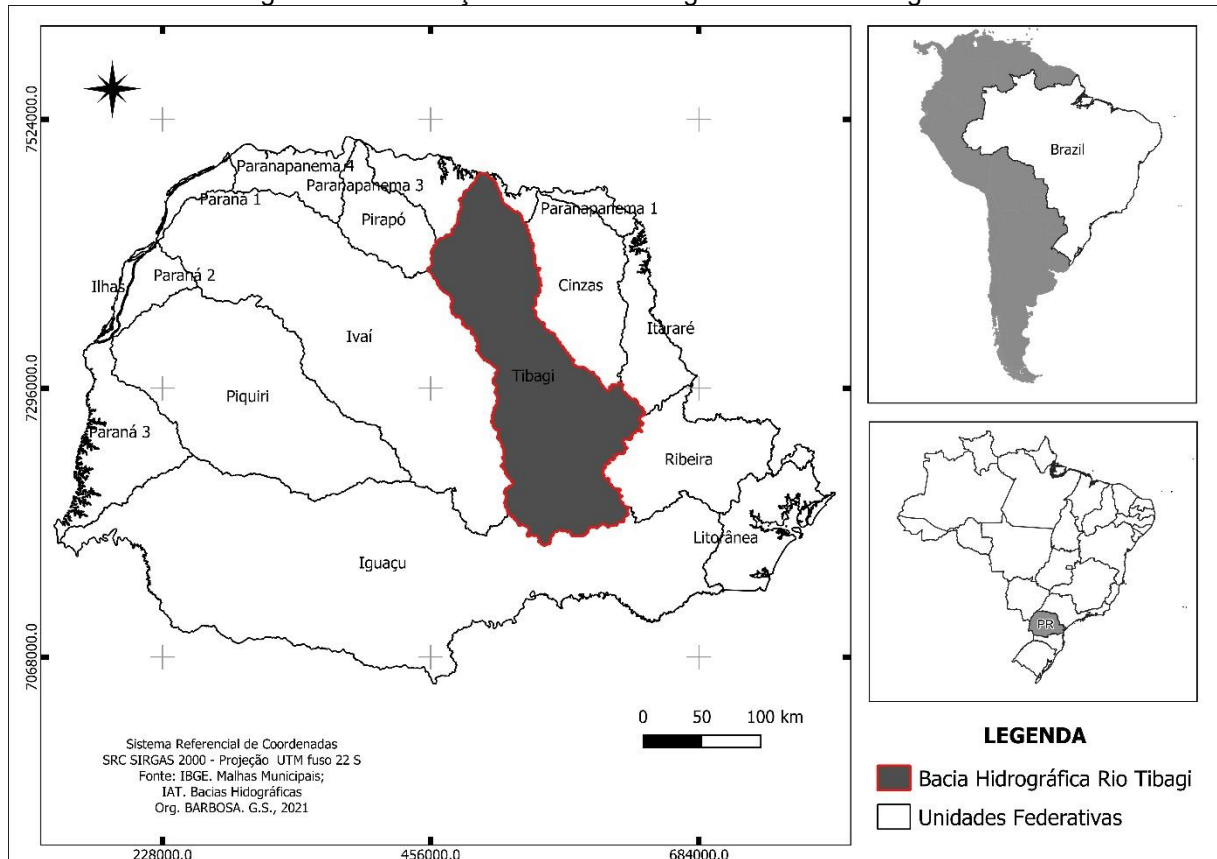 7524000.0
7296000.0
7068000.0
228000.0
456000.0
684000.0
Paranapanema 4
Paranapanema 3
Paraná 1
Pirapó
Paranapanema 1
Ilhas
Paraná 2
Cinzas
Ivaí
Itararé
Tibagi
Piquiri
Paraná 3
Ribeira
Litorânea
Iguaçu
0 50 100 km
Sistema Referencial de Coordenadas
SRC SIRGAS 2000 - Projeção UTM fuso 22 S
Fonte: IBGE. Malhas Municipais;
IAT. Bacias Hidográficas
Org. BARBOSA. G.S., 2021
Brazil
PR
LEGENDA
Bacia Hidrográfica Rio Tibagi
Unidades Federativas